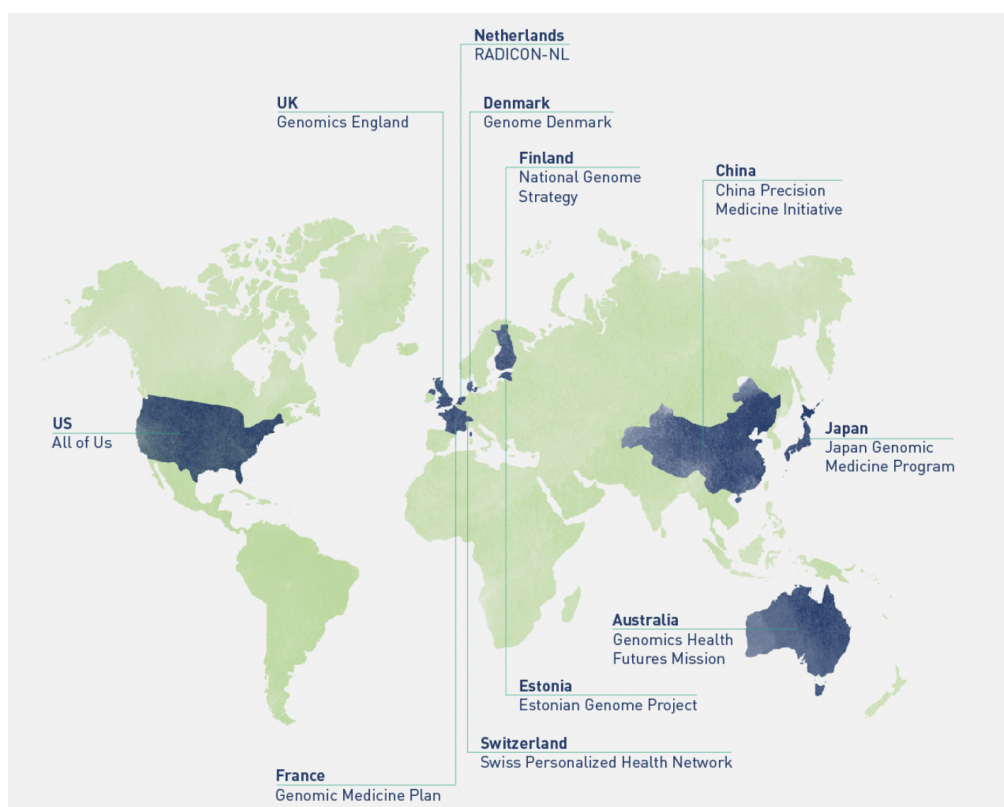 Netherlands
RADICON-NL
UK
Genomics England
Denmark
Genome Denmark
Finland
National Genome
Strategy
China
China Precision
Medicine Initiative
US
All of Us
Japan
Japan Genomic
Medicine Program
Australia
Genomics Health
Futures Mission
Estonia
Estonian Genome Project
Switzerland
Swiss Personalized Health Network
France
Genomic Medicine Plan